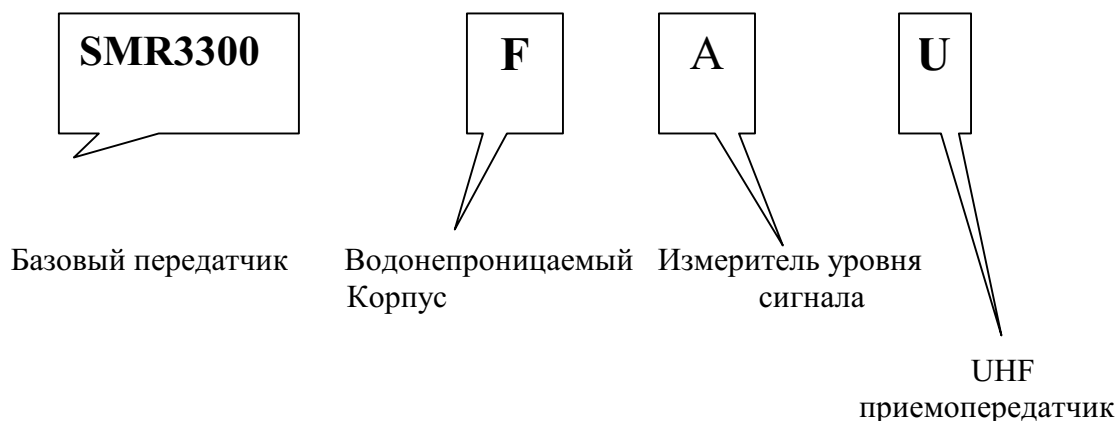 SMR3300 F A U
Базовый передатчик
Водонепроницаемый
Корпус
Измеритель уровня
сигнала
UHF
приемопередатчик